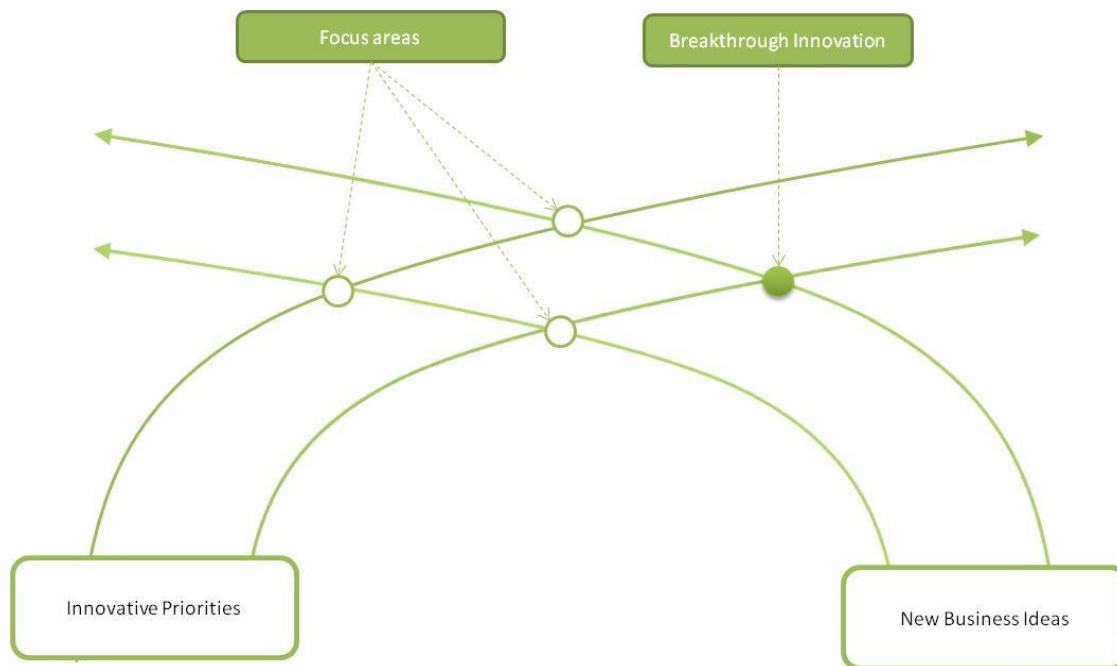 Focus areas
Breakthrough Innovation
Innovative Priorities
New Business Ideas